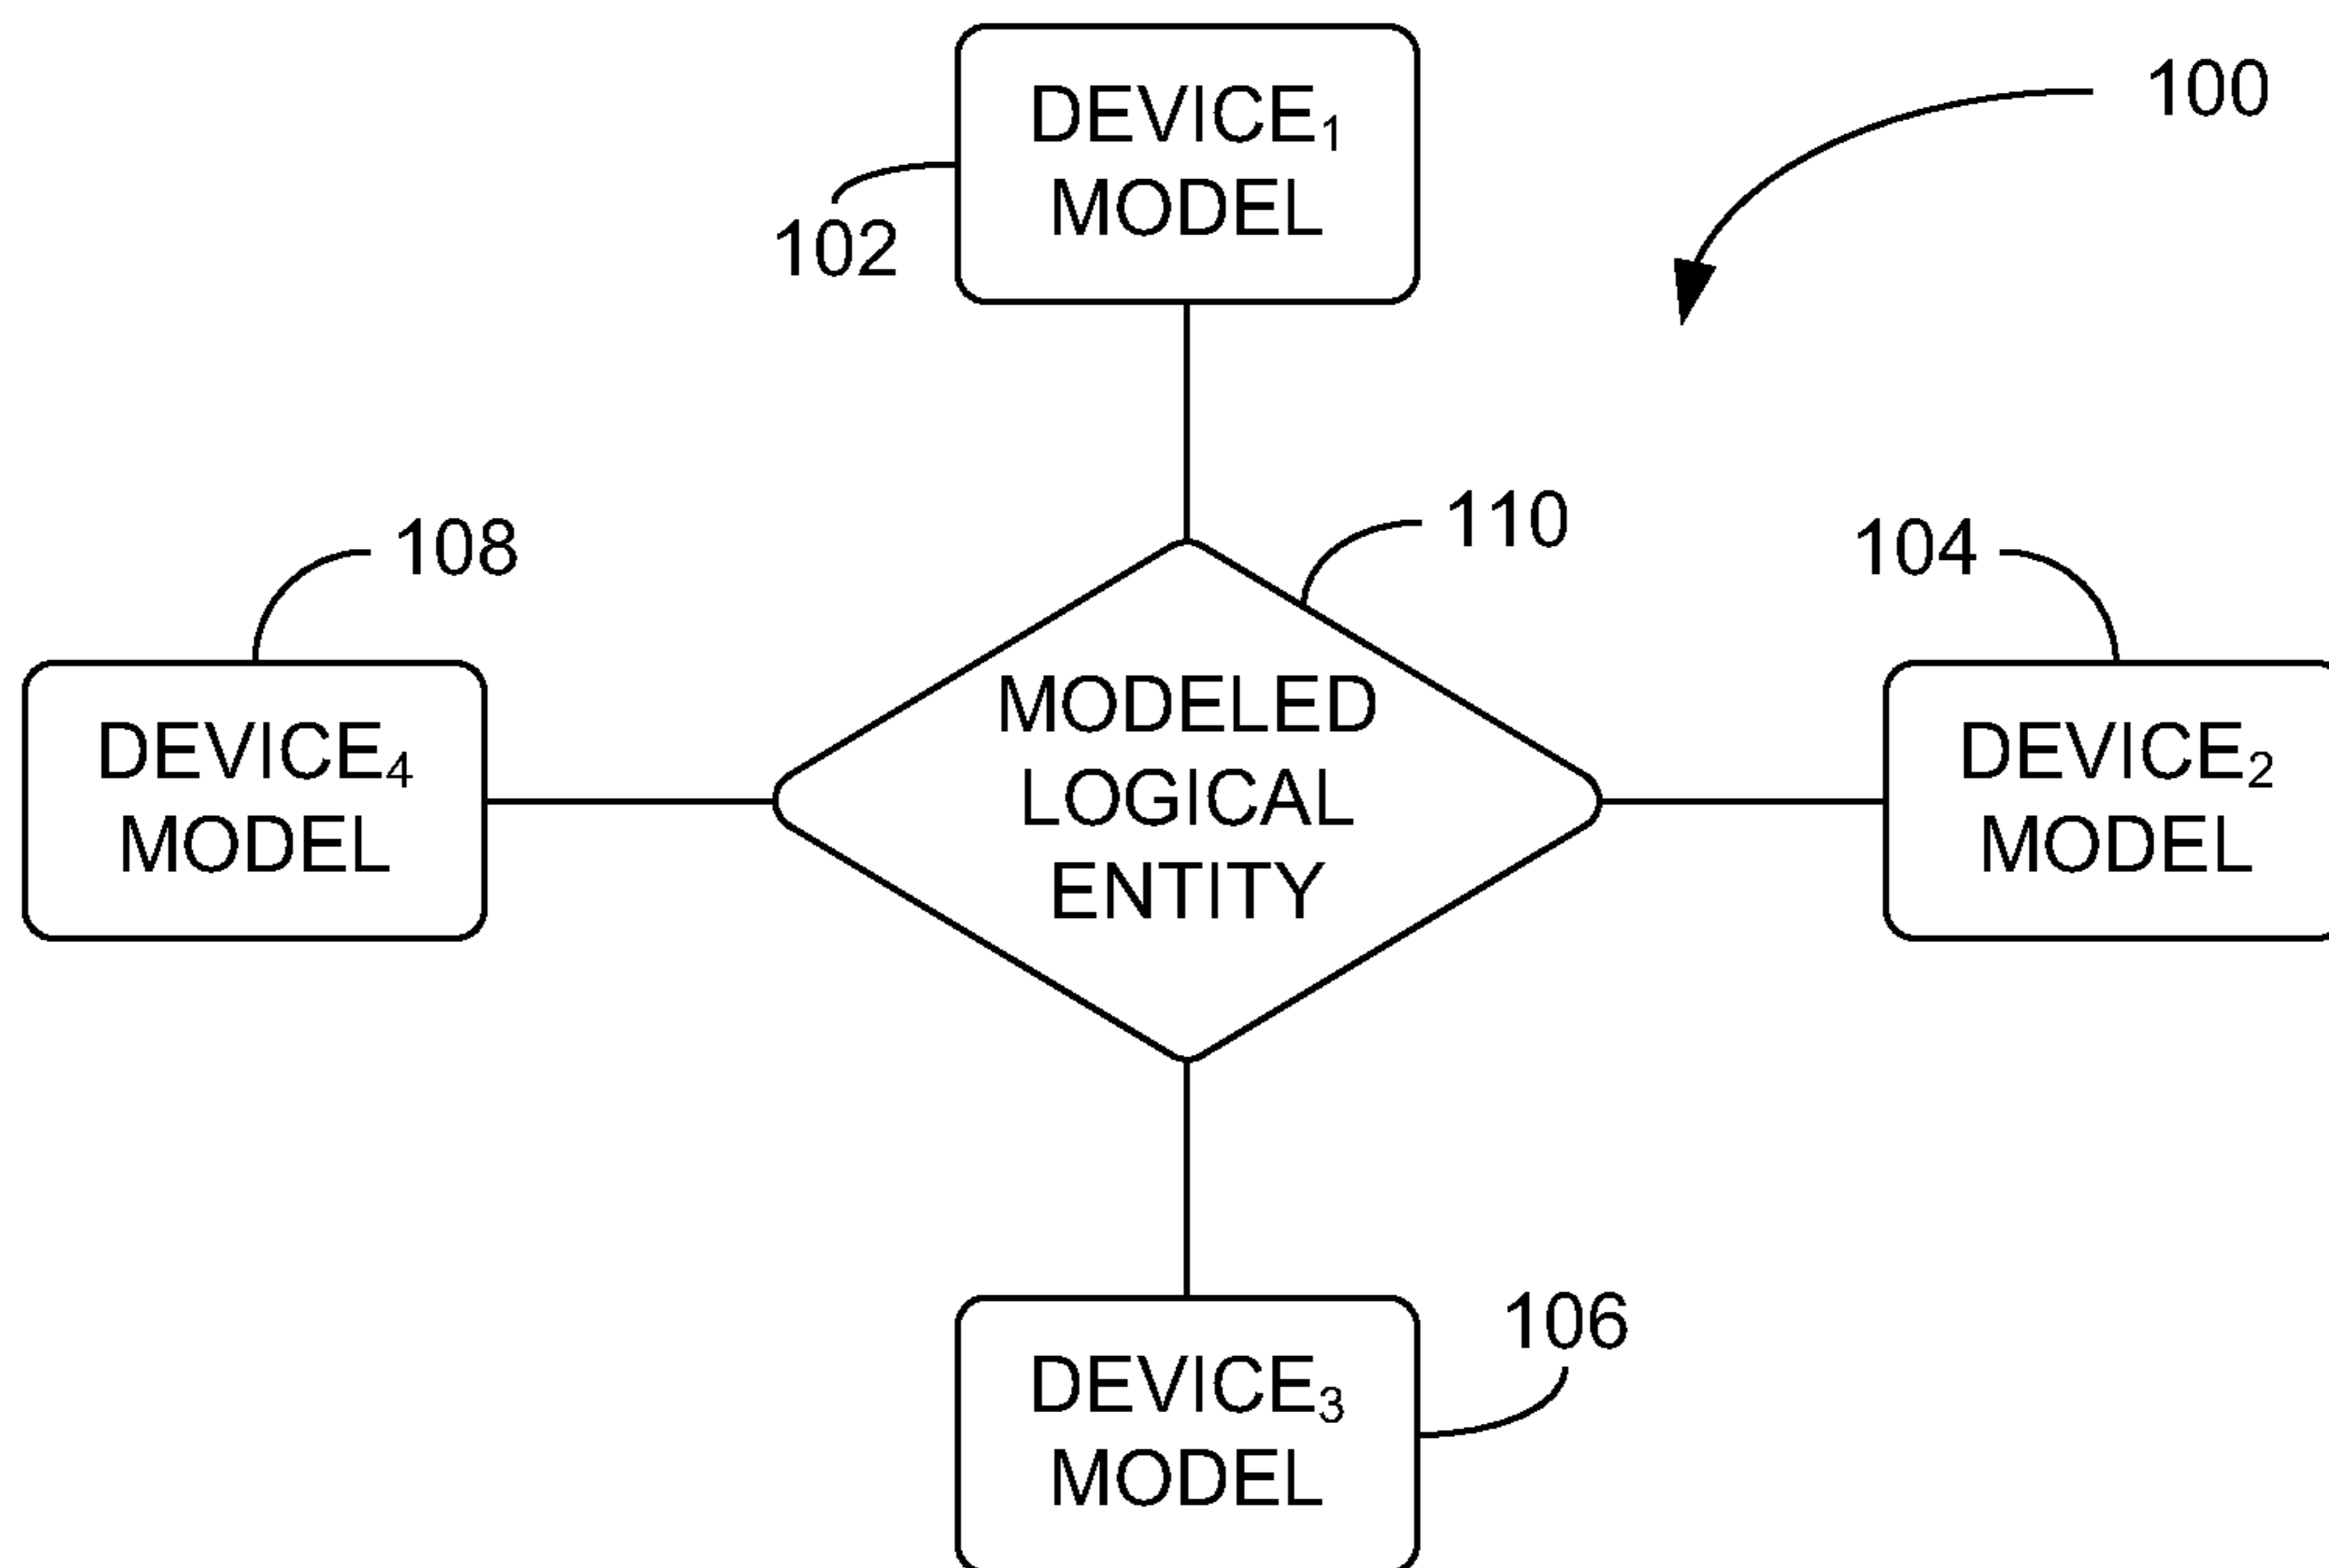 DEVICE₁
MODEL
100
102
110
108
104
MODELED
LOGICAL
ENTITY
DEVICE₄
MODEL
DEVICE₂
MODEL
106
DEVICE₃
MODEL